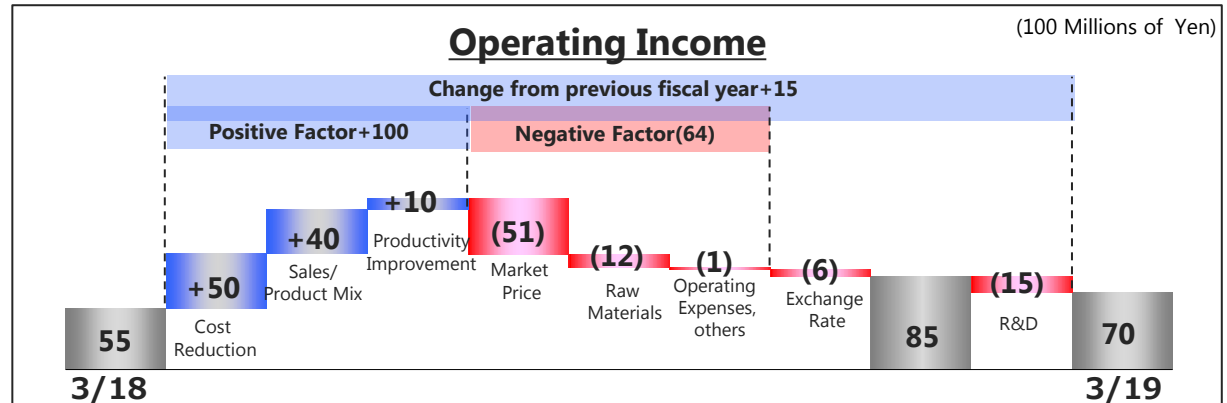 (100 Millions of Yen)
Operating Income
Change from previous fiscal year+15
Positive Factor+100
Negative Factor(64)
55
3/18
+50
Cost
Reduction
+40
Sales/
Product Mix
+10
Productivity
Improvement
(51)
Market
Price
(12)
Raw
Materials
(1)
Operating
Expenses,
others
(6)
Exchange
Rate
85
(15)
R&D
70
3/19